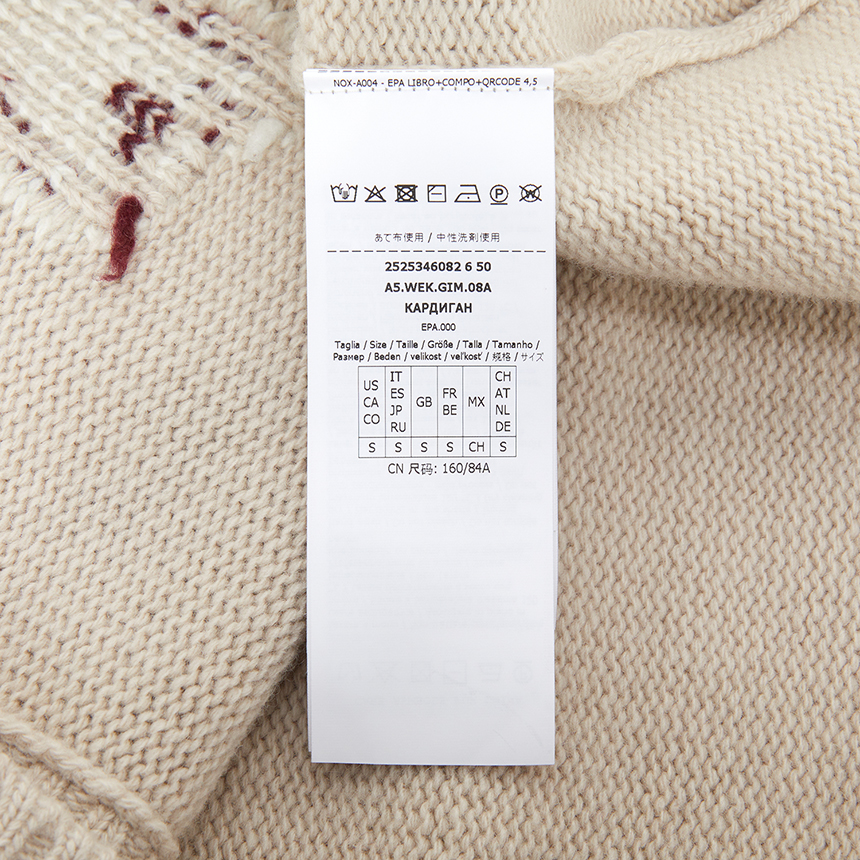 NOX-A004 - EPA LIBRO+COMPO+QRCODE 4,5
あて布使用 / 中性洗剤使用
2525346082 6 50
A5.WEK.GIM.08A
КАРДИГАН
EPA.000
Taglia / Size / Taille / Größe / Talla / Tamanho /
Размер / Beden / velikost / veľkosť / 规格 / サイズ
US CA CO IT ES JP RU GB FR BE MX CH AT NL DE
S S S S CH S
CN 尺码: 160/84A